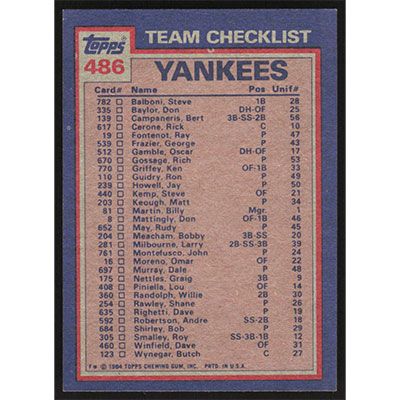 Topps TEAM CHECKLIST
486 YANKEES
Card# Name Pos Unif#
782 Balboni, Steve 1B 28
335 Baylor, Don DH-OF 25
139 Campaneris, Bert 3B-SS-2B 56
617 Cerone, Rick C 10
19 Fontenot, Ray P 47
539 Frazier, George P 43
512 Gamble, Oscar DH-OF 17
670 Gossage, Rich P 53
770 Griffey, Ken OF-1B 33
110 Guidry, Ron P 49
239 Howell, Jay P 50
440 Kemp, Steve OF 21
203 Keough, Matt P 34
81 Martin, Billy Mgr. 1
8 Mattingly, Don OF-1B 46
652 May, Rudy P 45
204 Meacham, Bobby 3B-SS 20
281 Milbourne, Larry 2B-SS-3B 39
761 Montefusco, John P 24
16 Moreno, Omar OF 22
697 Murray, Dale P 48
175 Nettles, Graig 3B 9
408 Piniella, Lou OF 14
360 Randolph, Willie 2B 30
254 Rawley, Shane P 26
635 Righetti, Dave P 19
592 Robertson, Andre SS-2B 18
684 Shirley, Bob P 29
305 Smalley, Roy SS-3B-1B 12
466 Winfield, Dave OF 31
123 Wynegar, Butch C 27
© 1984 TOPPS CHEWING GUM, INC. PRTD. IN U.S.A.